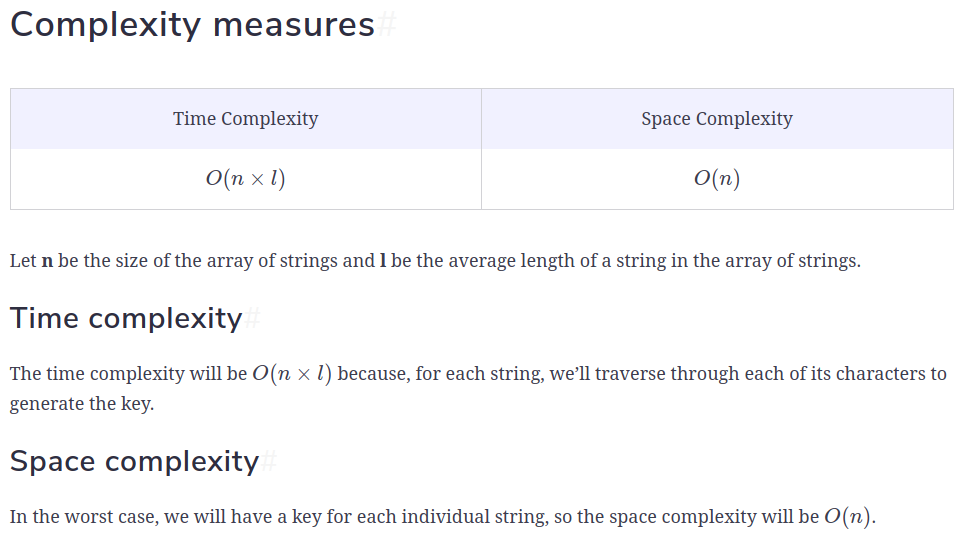 Complexity measures#
Time Complexity Space Complexity
O(n × l) O(n)
Let n be the size of the array of strings and l be the average length of a string in the array of strings.
Time complexity#
The time complexity will be O(n × l) because, for each string, we’ll traverse through each of its characters to
generate the key.
Space complexity#
In the worst case, we will have a key for each individual string, so the space complexity will be O(n).